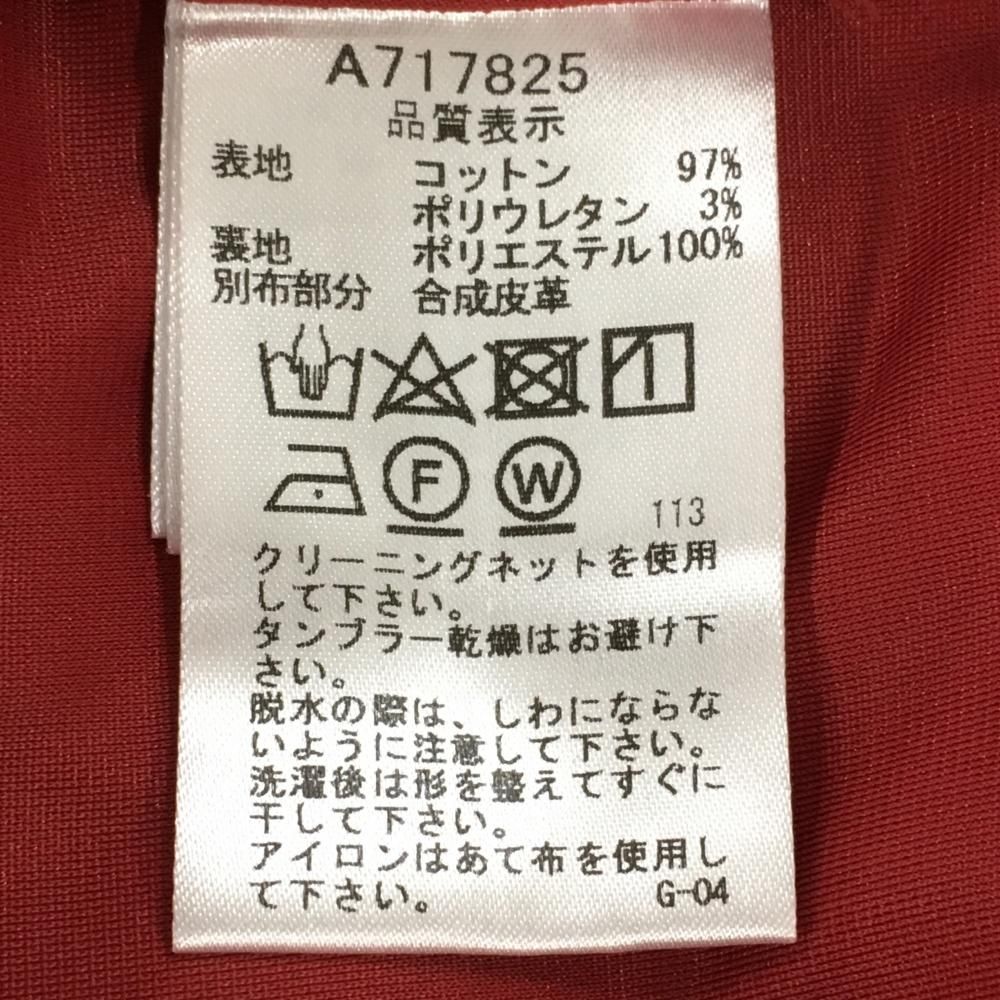 A717825
品質表示
表地 コットン 97%
ポリウレタン 3%
裏地 ポリエステル100%
別布部分 合成皮革
F W 113
クリーニングネットを使用
して下さい。
タンブラー乾燥はお避け下
さい。
脱水の際は、しわにならな
いように注意して下さい。
洗濯後は形を整えてすぐに
干して下さい。
アイロンはあて布を使用し
て下さい。 G-04